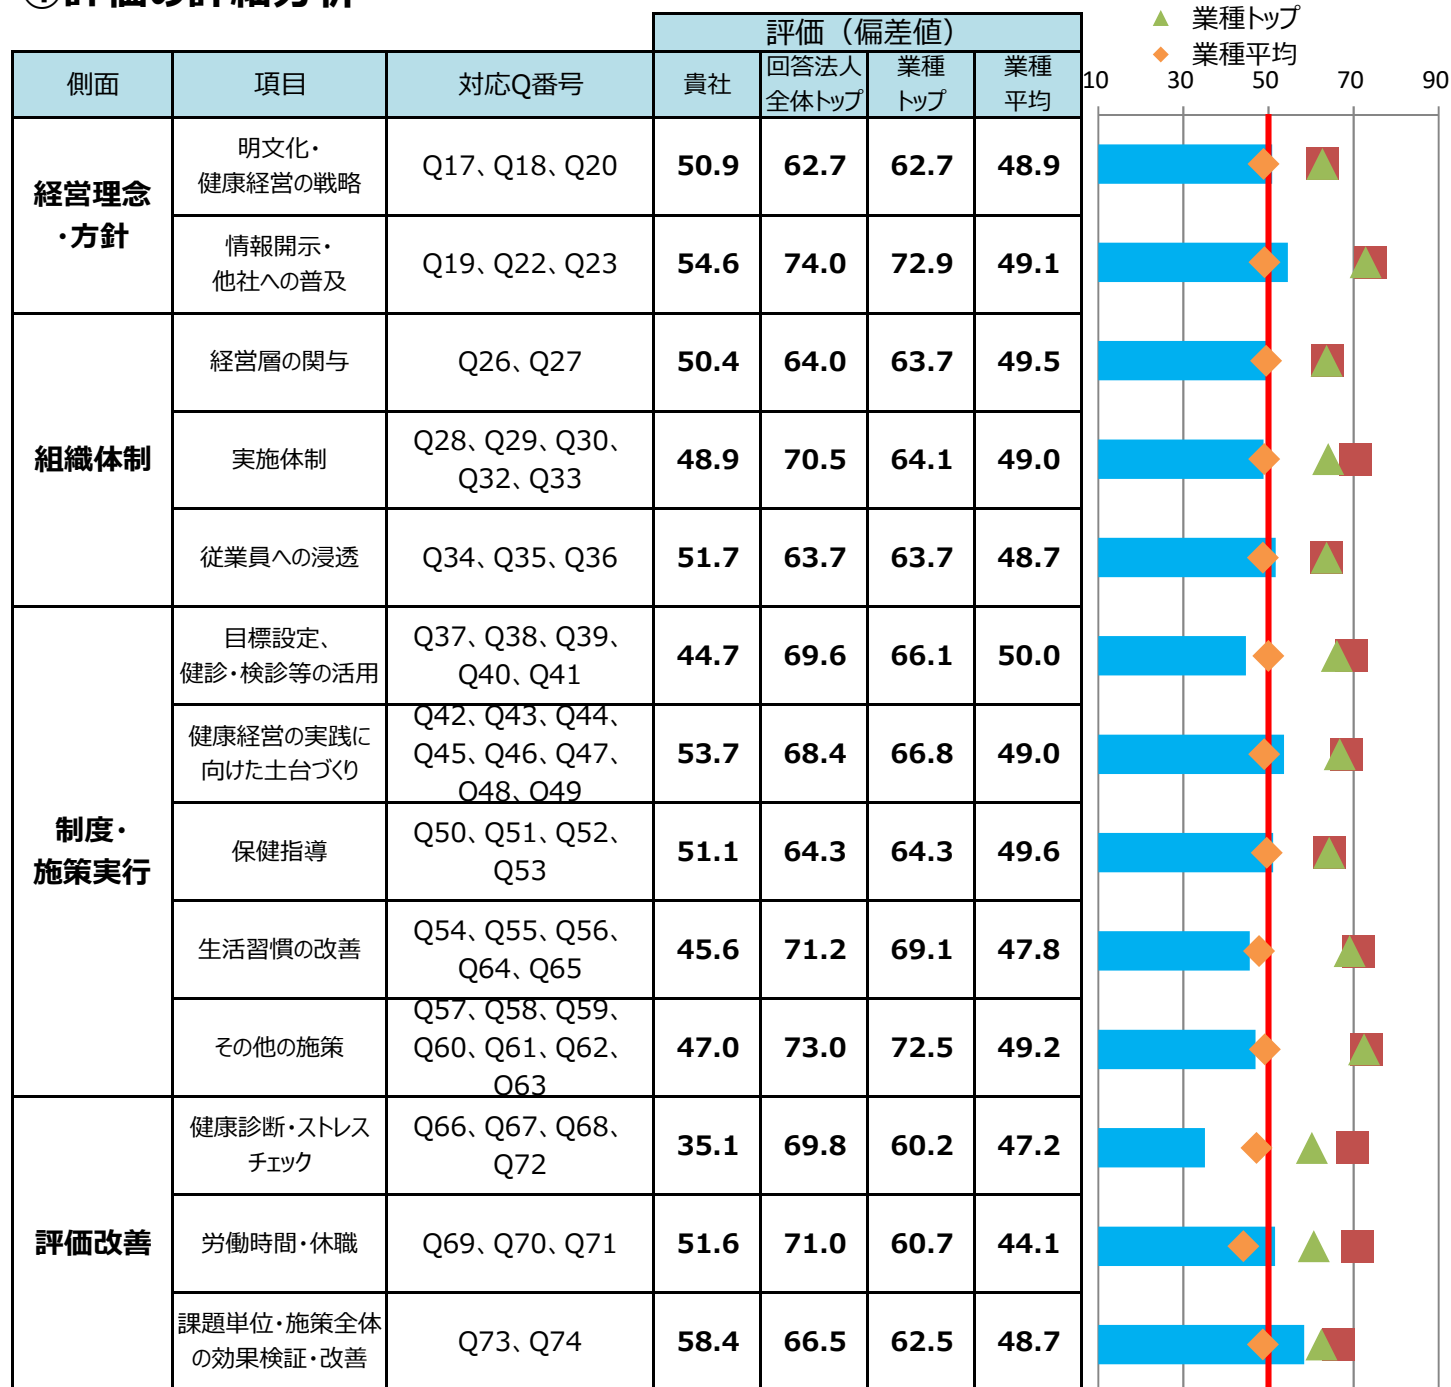 ①評価の詳細分析
▲ 業種トップ
◆ 業種平均
評価（偏差値）
側面 項目 対応Q番号 貴社 回答法人 業種 業種
全体トップ トップ 平均
10 30 50 70 90
経営理念
・方針
明文化・
健康経営の戦略
Q17、Q18、Q20 50.9 62.7 62.7 48.9
情報開示・
他社への普及
Q19、Q22、Q23 54.6 74.0 72.9 49.1
組織体制
経営層の関与 Q26、Q27 50.4 64.0 63.7 49.5
実施体制
Q28、Q29、Q30、
Q32、Q33
48.9 70.5 64.1 49.0
従業員への浸透 Q34、Q35、Q36 51.7 63.7 63.7 48.7
制度・
施策実行
目標設定、
健診・検診等の活用
Q37、Q38、Q39、
Q40、Q41
44.7 69.6 66.1 50.0
健康経営の実践に
向けた土台づくり
Q42、Q43、Q44、
Q45、Q46、Q47、
Q48、Q49
53.7 68.4 66.8 49.0
保健指導
Q50、Q51、Q52、
Q53
51.1 64.3 64.3 49.6
生活習慣の改善
Q54、Q55、Q56、
Q64、Q65
45.6 71.2 69.1 47.8
その他の施策
Q57、Q58、Q59、
Q60、Q61、Q62、
Q63
47.0 73.0 72.5 49.2
評価改善
健康診断・ストレス
チェック
Q66、Q67、Q68、
Q72
35.1 69.8 60.2 47.2
労働時間・休職 Q69、Q70、Q71 51.6 71.0 60.7 44.1
課題単位・施策全体
の効果検証・改善
Q73、Q74 58.4 66.5 62.5 48.7